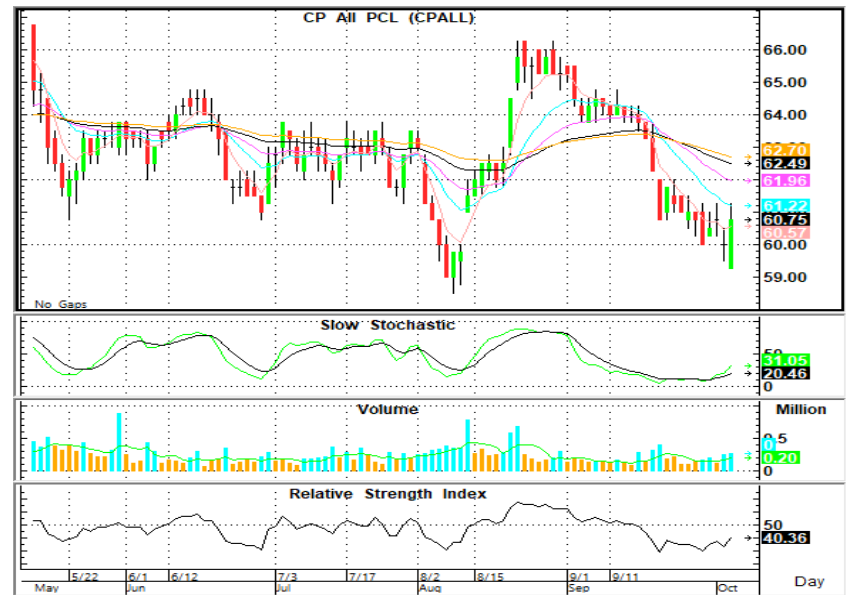 CP All PCL (CPALL)
66.00
65.00
64.00
62.70
62.49
61.96
61.22
60.75
60.57
60.00
59.00
No Gaps
Slow Stochastic
50
31.05
20.46
0
Volume
Million
0.5
0.20
0
Relative Strength Index
50
40.36
5/22 6/1 6/12 7/3 7/17 8/2 8/15 9/1 9/11
May Jun Jul Aug Sep Oct
Day